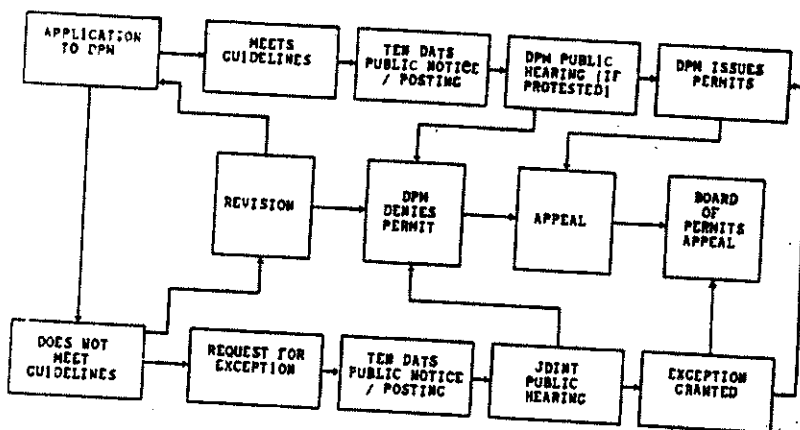 APPLICATION
TO DPW
MEETS
GUIDELINES
TEN DAYS
PUBLIC NOTICE
/ POSTING
DPW PUBLIC
HEARING (IF
PROTESTED)
DPW ISSUES
PERMITS
REVISION
DPW
DENIES
PERMIT
APPEAL
BOARD
OF
PERMITS
APPEAL
DOES NOT
MEET
GUIDELINES
REQUEST FOR
EXCEPTION
TEN DAYS
PUBLIC NOTICE
/ POSTING
JOINT
PUBLIC
HEARING
EXCEPTION
GRANTED